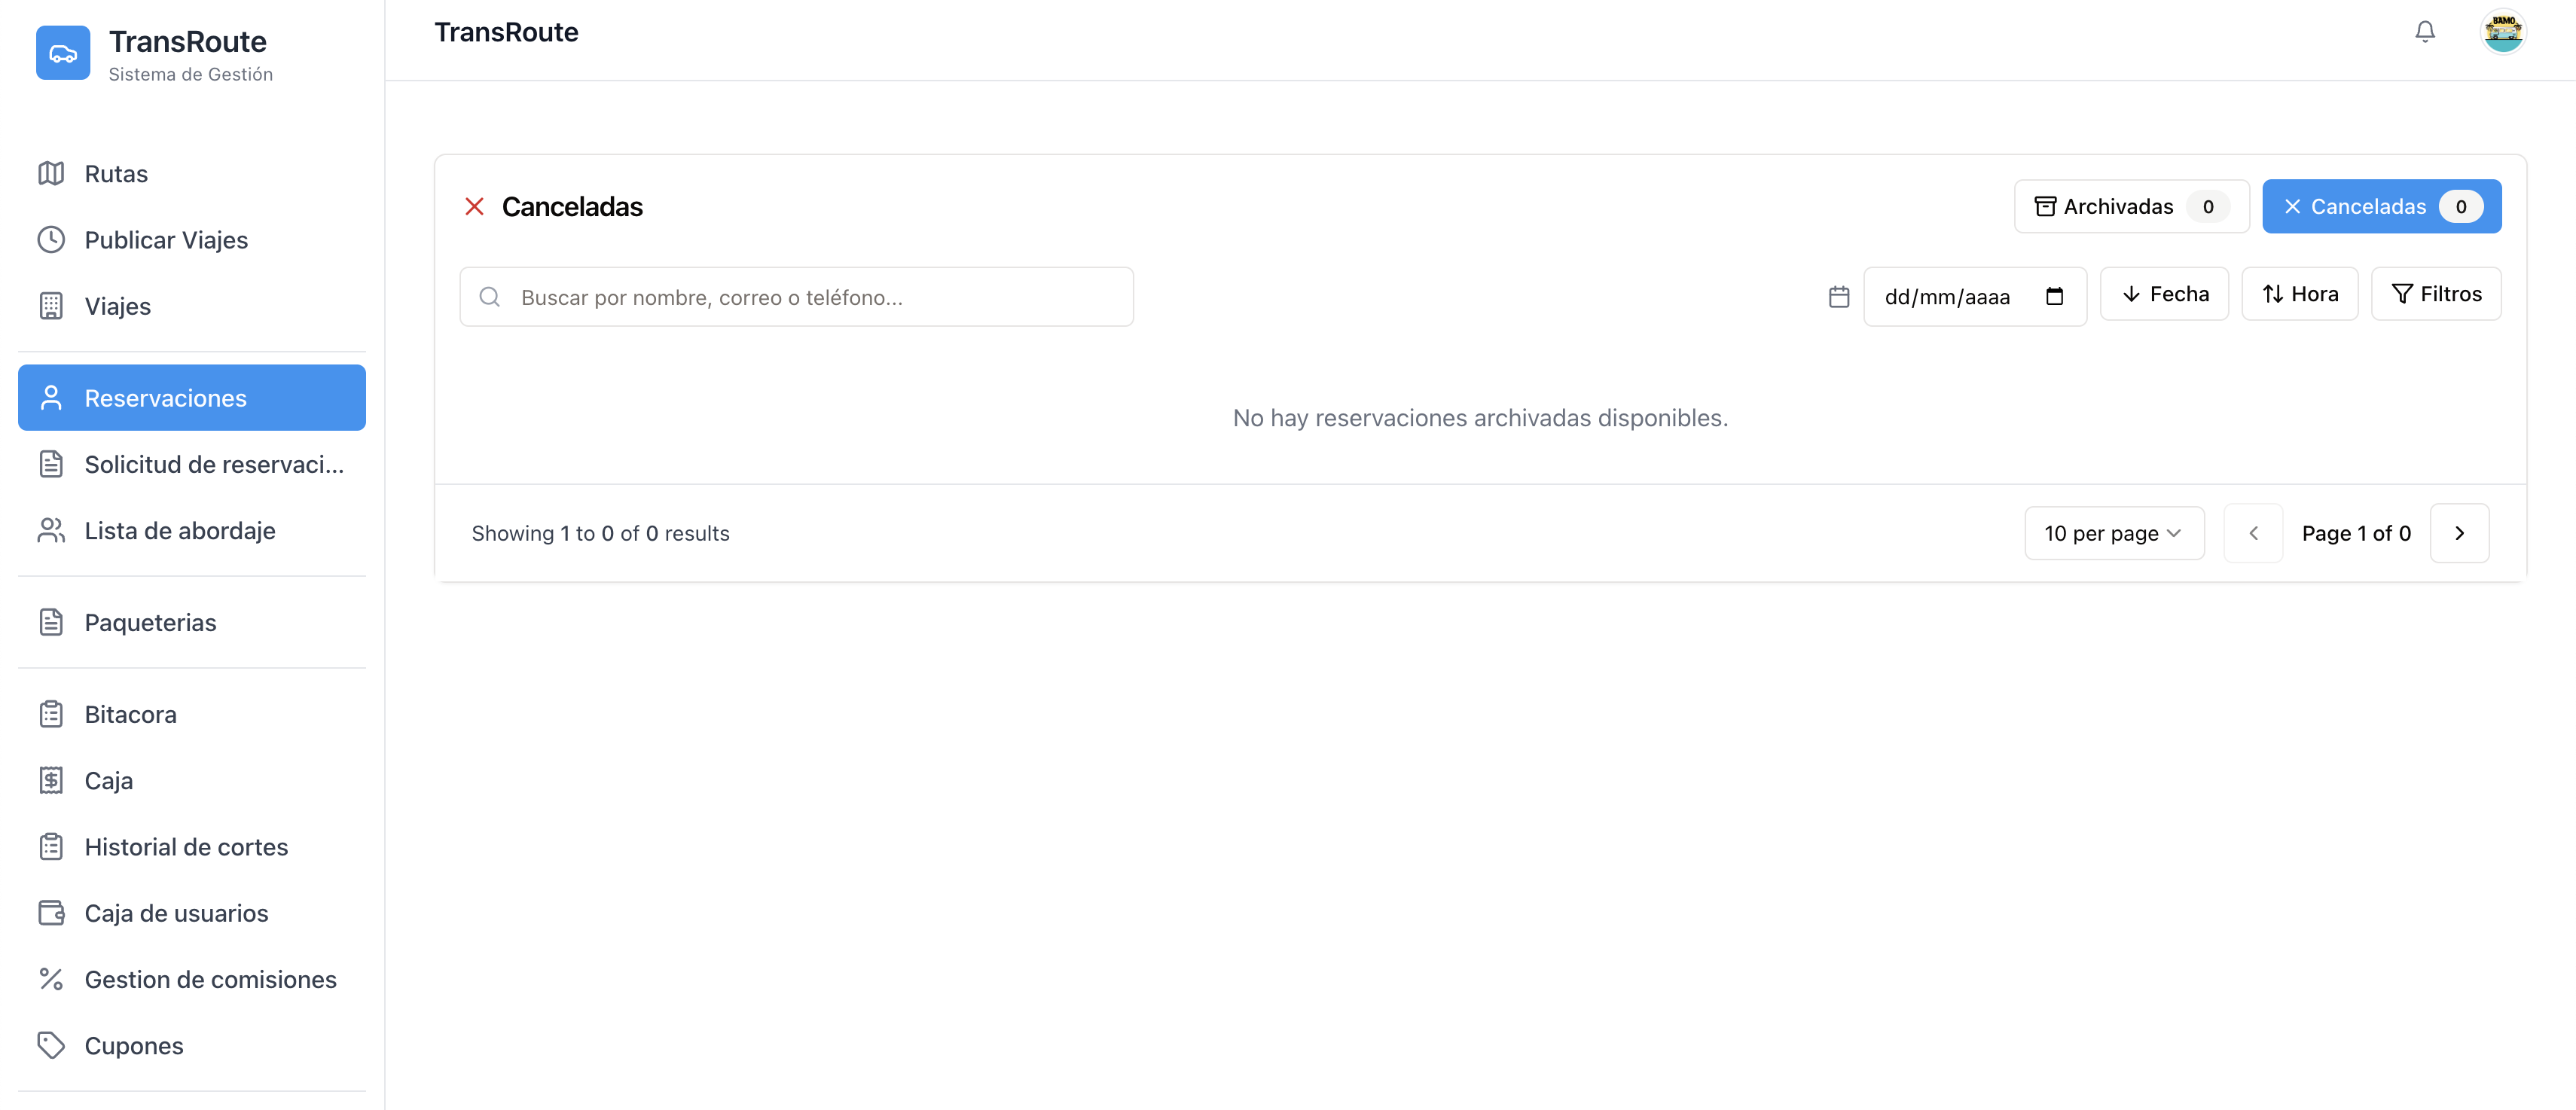 TransRoute
Sistema de Gestión
Rutas
Publicar Viajes
Viajes
Reservaciones
Solicitud de reservaci...
Lista de abordaje
Paqueterias
Bitacora
Caja
Historial de cortes
Caja de usuarios
Gestion de comisiones
Cupones
TransRoute
BAMO
Canceladas
Archivadas 0
Canceladas 0
Buscar por nombre, correo o teléfono...
dd/mm/aaaa
Fecha
Hora
Filtros
No hay reservaciones archivadas disponibles.
Showing 1 to 0 of 0 results
10 per page
Page 1 of 0